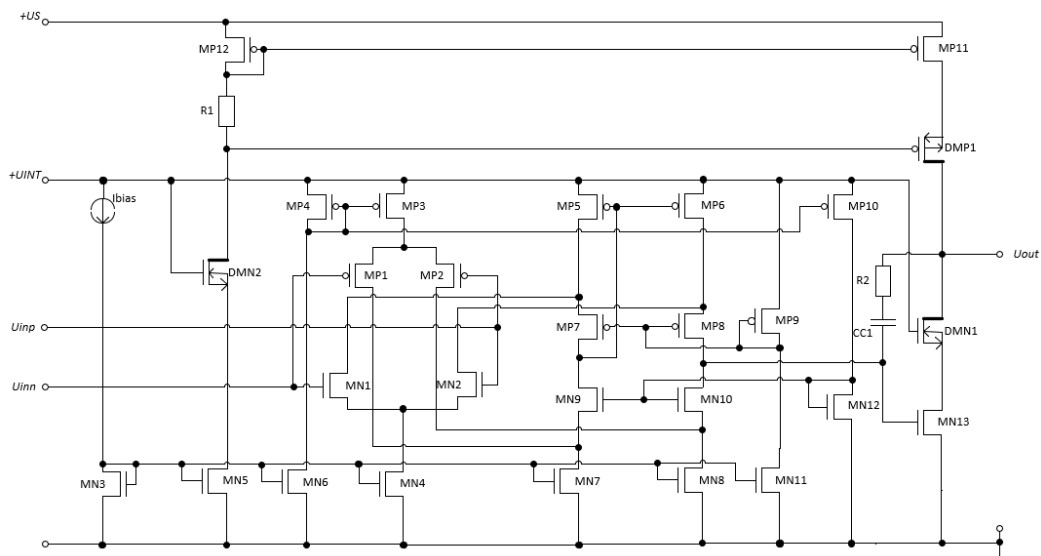 +US
MP12
MP11
R1
DMP1
+UINT
Ibias
MP4
MP3
MP5
MP6
MP10
DMN2
MP1
MP2
Uout
R2
Uinp
MP7
MP8
MP9
CC1
DMN1
Uinn
MN1
MN2
MN9
MN10
MN12
MN13
MN3
MN5
MN6
MN4
MN7
MN8
MN11